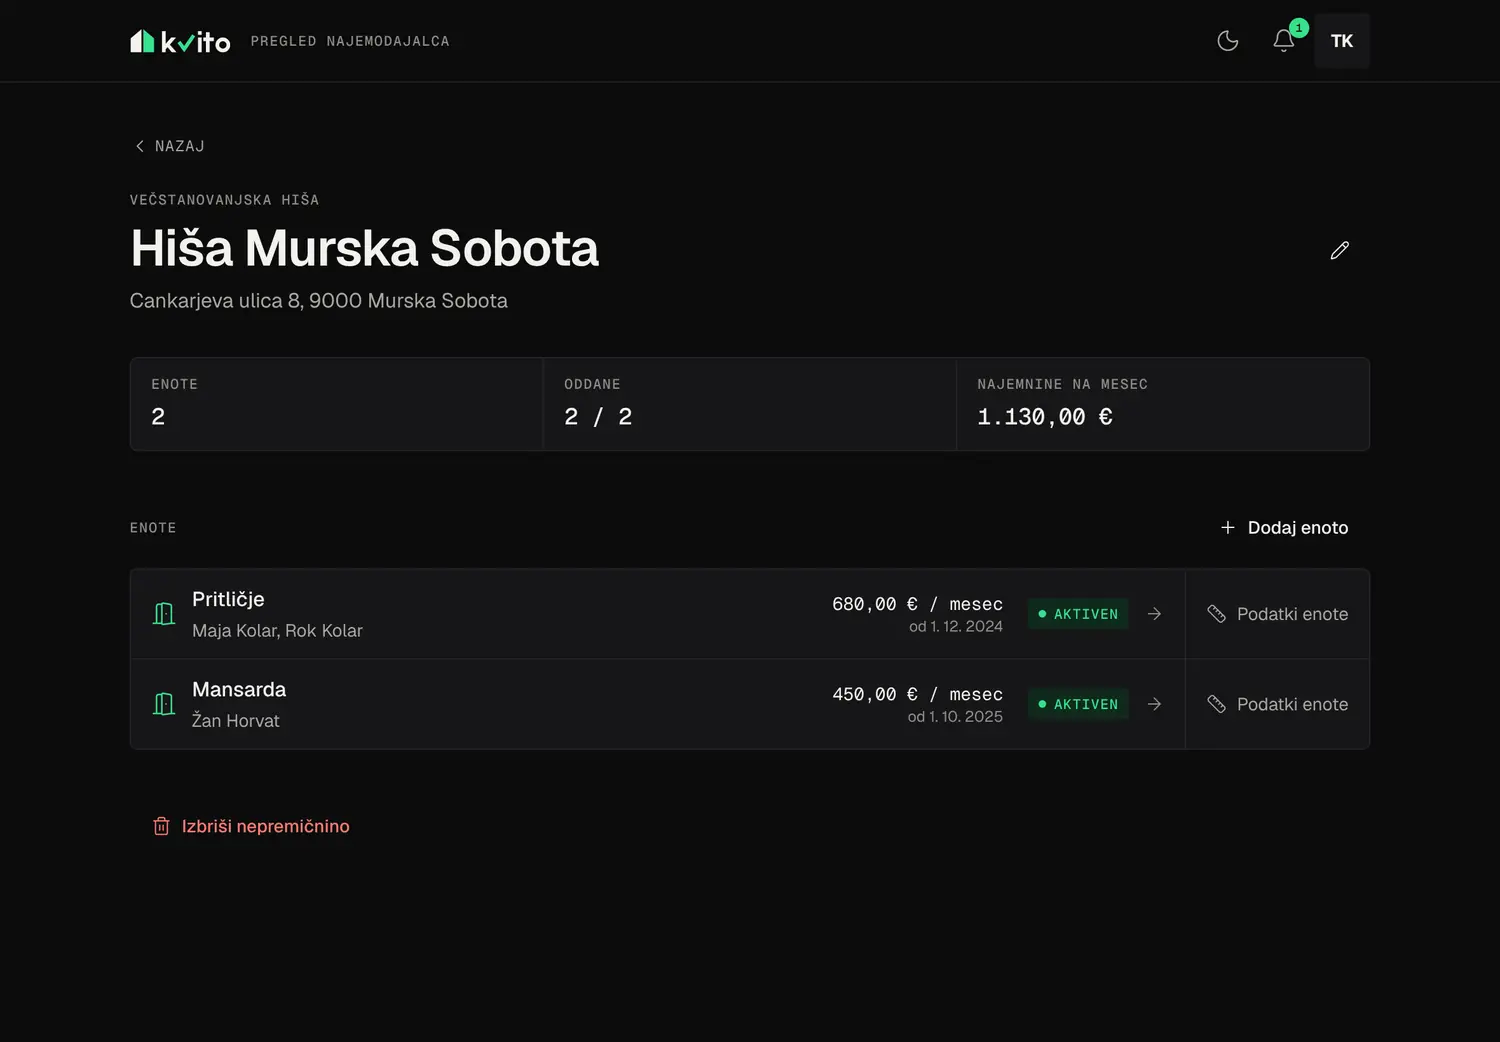 kvito PREGLED NAJEMODAJALCA
1
TK
NAZAJ
VEČSTANOVANJSKA HIŠA
Hiša Murska Sobota
Cankarjeva ulica 8, 9000 Murska Sobota
ENOTE
2
ODDANE
2 / 2
NAJEMNINE NA MESEC
1.130,00 €
ENOTE
Dodaj enoto
Pritličje
Maja Kolar, Rok Kolar
680,00 € / mesec
od 1. 12. 2024
AKTIVEN
Podatki enote
Mansarda
Žan Horvat
450,00 € / mesec
od 1. 10. 2025
AKTIVEN
Podatki enote
Izbriši nepremičnino